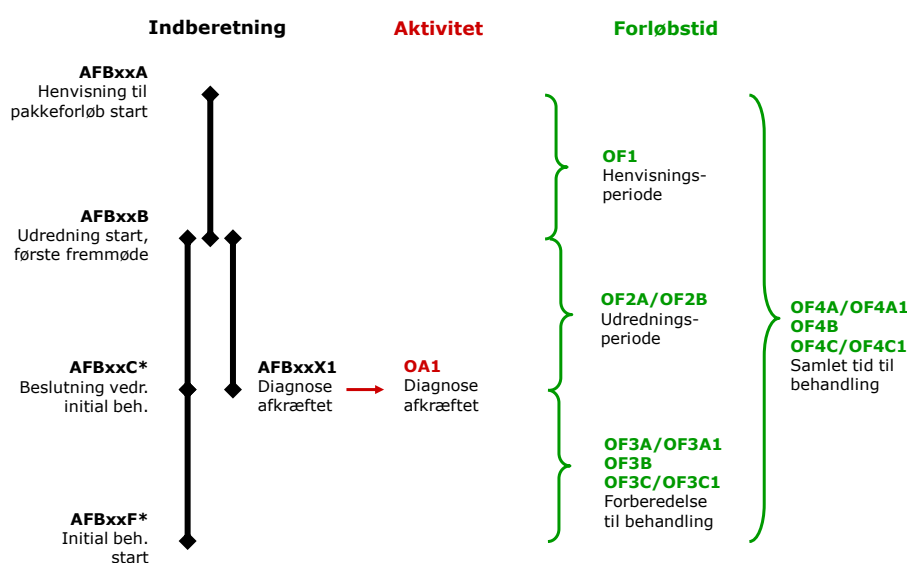 Indberetning
Aktivitet
Forløbstid
AFBxxA
Henvisning til
pakkeforløb start
OF1
Henvisnings-
periode
AFBxxB
Udredning start,
første fremmøde
OF2A/OF2B
Udrednings-
periode
OF4A/OF4A1
OF4B
OF4C/OF4C1
Samlet tid til
behandling
AFBxxC*
Beslutning vedr.
initial beh.
AFBxxX1
Diagnose
afkræftet
OA1
Diagnose
afkræftet
OF3A/OF3A1
OF3B
OF3C/OF3C1
Forberedelse
til behandling
AFBxxF*
Initial beh.
start